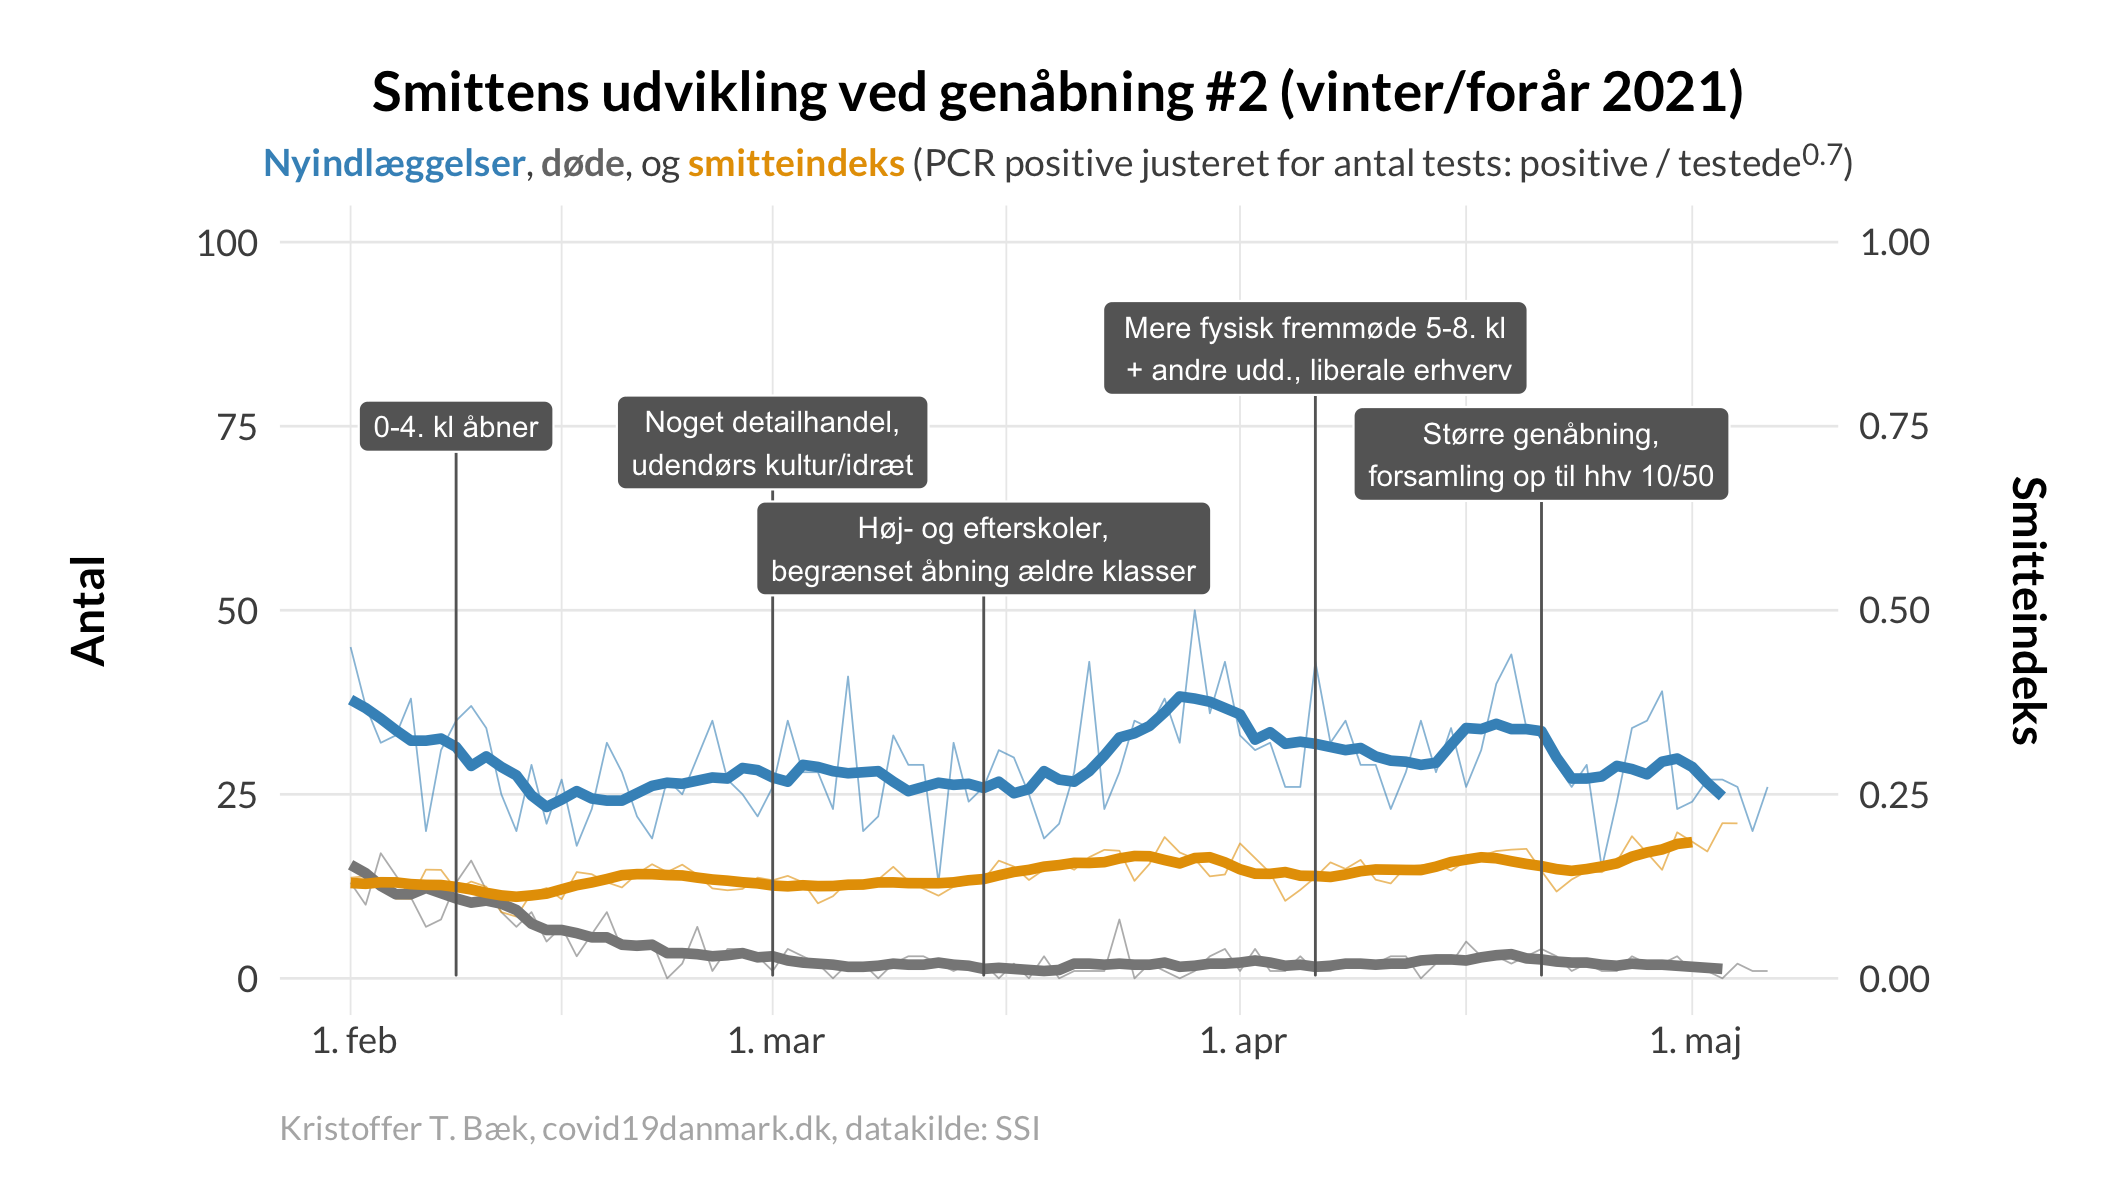 Smittens udvikling ved genåbning #2 (vinter/forår 2021)
Nyindlæggelser, døde, og smitteindeks (PCR positive justeret for antal tests: positive / testede^0.7)
100
75
50
25
0
Antal
1.00
0.75
0.50
0.25
0.00
Smitteindeks
Mere fysisk fremmøde 5-8. kl
+ andre udd., liberale erhverv
0-4. kl åbner
Noget detailhandel,
udendørs kultur/idræt
Større genåbning,
forsamling op til hhv 10/50
Høj- og efterskoler,
begrænset åbning ældre klasser
1. feb
1. mar
1. apr
1. maj
Kristoffer T. Bæk, covid19danmark.dk, datakilde: SSI